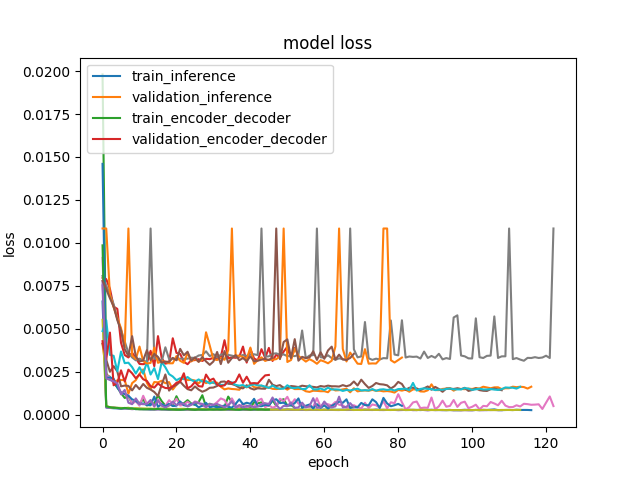 model loss
train_inference
validation_inference
train_encoder_decoder
validation_encoder_decoder
loss
0.0200
0.0175
0.0150
0.0125
0.0100
0.0075
0.0050
0.0025
0.0000
0 20 40 60 80 100 120
epoch